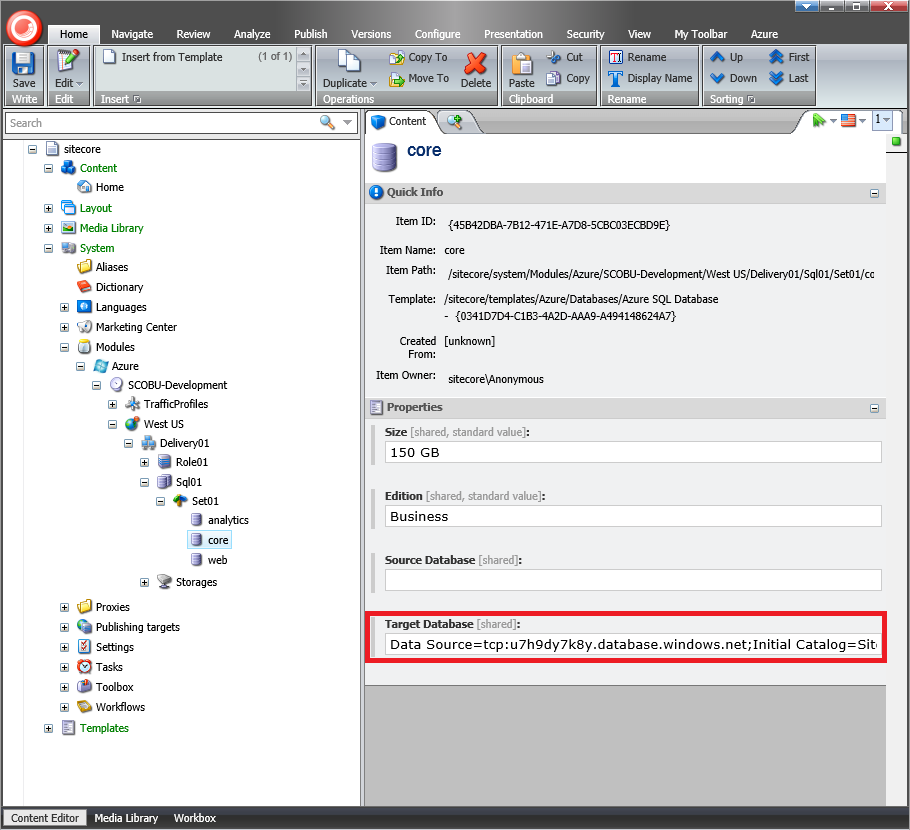 Home Navigate Review Analyze Publish Versions Configure Presentation Security View My Toolbar Azure
Save
Write
Edit
Edit
Insert from Template (1 of 1)
Insert
Duplicate
Copy To
Move To
Delete
Operations
Paste
Cut
Copy
Clipboard
Rename
Display Name
Rename
Up
Down
First
Last
Sorting
Search
sitecore
Content
Home
Layout
Media Library
System
Aliases
Dictionary
Languages
Marketing Center
Modules
Azure
SCOBU-Development
TrafficProfiles
West US
Delivery01
Role01
Sql01
Set01
analytics
core
web
Storages
Proxies
Publishing targets
Settings
Tasks
Toolbox
Workflows
Templates
Content
1
core
Quick Info
Item ID: {45B42DBA-7B12-471E-A7D8-5CBC03ECBD9E}
Item Name: core
Item Path: /sitecore/system/Modules/Azure/SCOBU-Development/West US/Delivery01/Sql01/Set01/co
Template: /sitecore/templates/Azure/Databases/Azure SQL Database
- {0341D7D4-C1B3-4A2D-AAA9-A494148624A7}
Created [unknown]
From:
Item Owner: sitecore\Anonymous
Properties
Size [shared, standard value]:
150 GB
Edition [shared, standard value]:
Business
Source Database [shared]:
Target Database [shared]:
Data Source=tcp:u7h9dy7k8y.database.windows.net;Initial Catalog=Sit
Content Editor Media Library Workbox